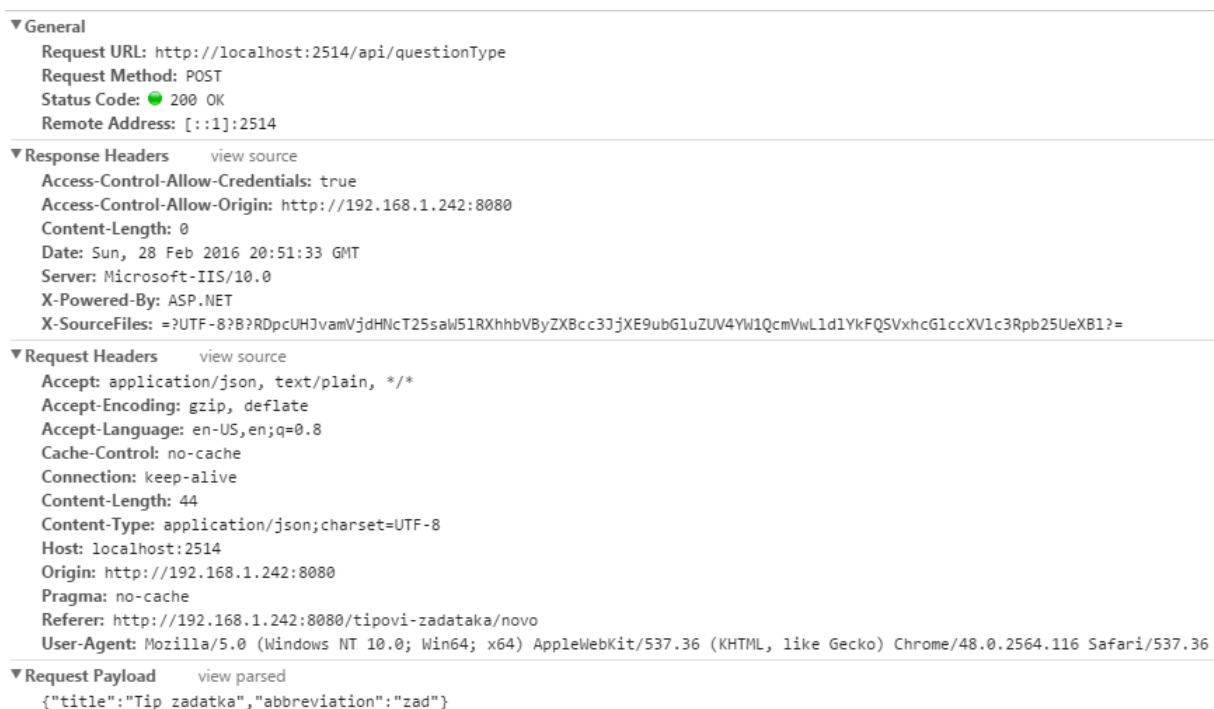 General
Request URL: http://localhost:2514/api/questionType
Request Method: POST
Status Code: 200 OK
Remote Address: [::1]:2514
Response Headers view source
Access-Control-Allow-Credentials: true
Access-Control-Allow-Origin: http://192.168.1.242:8080
Content-Length: 0
Date: Sun, 28 Feb 2016 20:51:33 GMT
Server: Microsoft-IIS/10.0
X-Powered-By: ASP.NET
X-SourceFiles: =?UTF-8?B?RDpcUHJvamVjdHNcT25saW5lRXhhbVByZXBcc3JjXE9ubGluZUV4YW1QcmVwLldlYkFQSVxhcGlccXVlc3Rpb25UeXBl?=
Request Headers view source
Accept: application/json, text/plain, */*
Accept-Encoding: gzip, deflate
Accept-Language: en-US,en;q=0.8
Cache-Control: no-cache
Connection: keep-alive
Content-Length: 44
Content-Type: application/json;charset=UTF-8
Host: localhost:2514
Origin: http://192.168.1.242:8080
Pragma: no-cache
Referer: http://192.168.1.242:8080/tipovi-zadataka/novo
User-Agent: Mozilla/5.0 (Windows NT 10.0; Win64; x64) AppleWebKit/537.36 (KHTML, like Gecko) Chrome/48.0.2564.116 Safari/537.36
Request Payload view parsed
{"title":"Tip zadatka","abbreviation":"zad"}